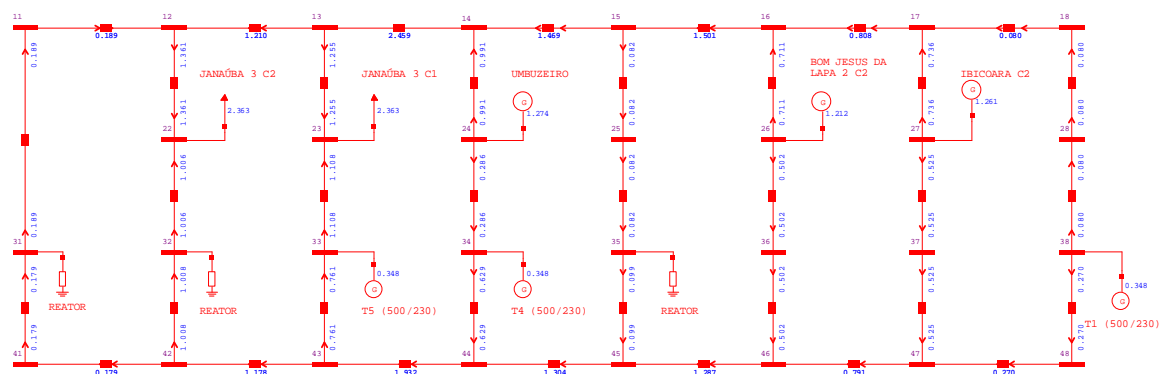 11 12 13 14 15 16 17 18
0.189 1.210 2.459 1.469 1.501 0.808 0.080
0.189 1.361 1.255 0.991 0.082 0.711 0.736 0.080
JANAÚBA 3 C2 JANAÚBA 3 C1 UMBUZEIRO BOM JESUS DA
LAPA 2 C2 IBICOARA C2
G G G
2.363 2.363 1.274 1.212 1.261
1.361 1.255 0.991 0.082 0.711 0.736 0.080
22 23 24 25 26 27 28
1.006 1.108 0.286 0.082 0.502 0.525 0.080
0.189 1.006 1.108 0.286 0.082 0.502 0.525 0.080
31 32 33 34 35 36 37 38
0.348 0.348 0.348
0.179 1.008 0.761 0.629 0.099 0.502 0.525 0.270
G G G
REATOR REATOR T5 (500/230) T4 (500/230) REATOR T1 (500/230)
0.179 1.008 0.761 0.629 0.099 0.502 0.525 0.270
41 42 43 44 45 46 47 48
0.179 1.178 1.932 1.304 1.287 0.791 0.270